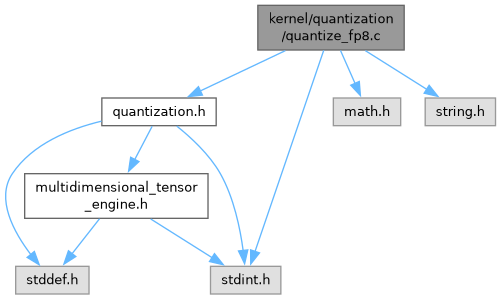 kernel/quantization
/quantize_fp8.c
quantization.h
math.h
string.h
multidimensional_tensor
_engine.h
stddef.h
stdint.h